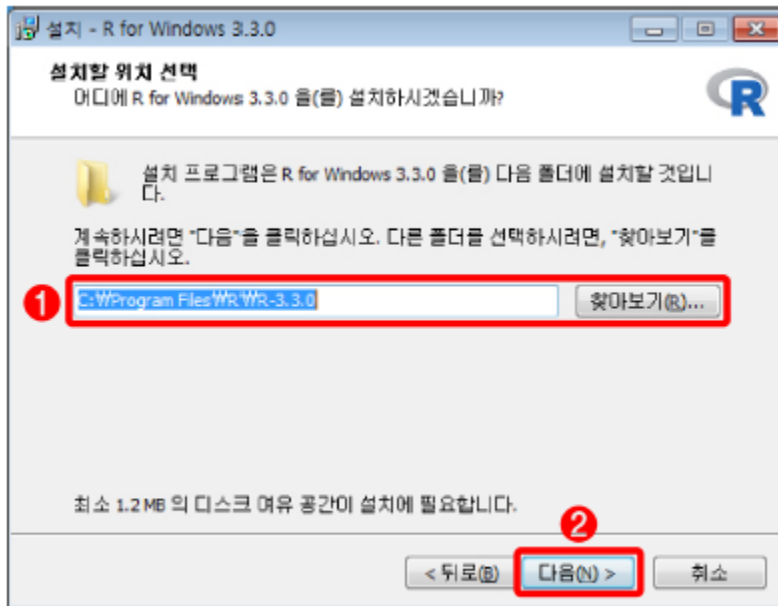 설치 - R for Windows 3.3.0
설치할 위치 선택
어디에 R for Windows 3.3.0 을(를) 설치하시겠습니까?
R
설치 프로그램은 R for Windows 3.3.0 을(를) 다음 폴더에 설치할 것입니
다.
계속하시려면 "다음"을 클릭하십시오. 다른 폴더를 선택하시려면, "찾아보기"를
클릭하십시오.
1
C:₩Program Files₩R₩R-3.3.0
찾아보기(R)...
최소 1.2 MB 의 디스크 여유 공간이 설치에 필요합니다.
2
< 뒤로(B) 다음(N) > 취소